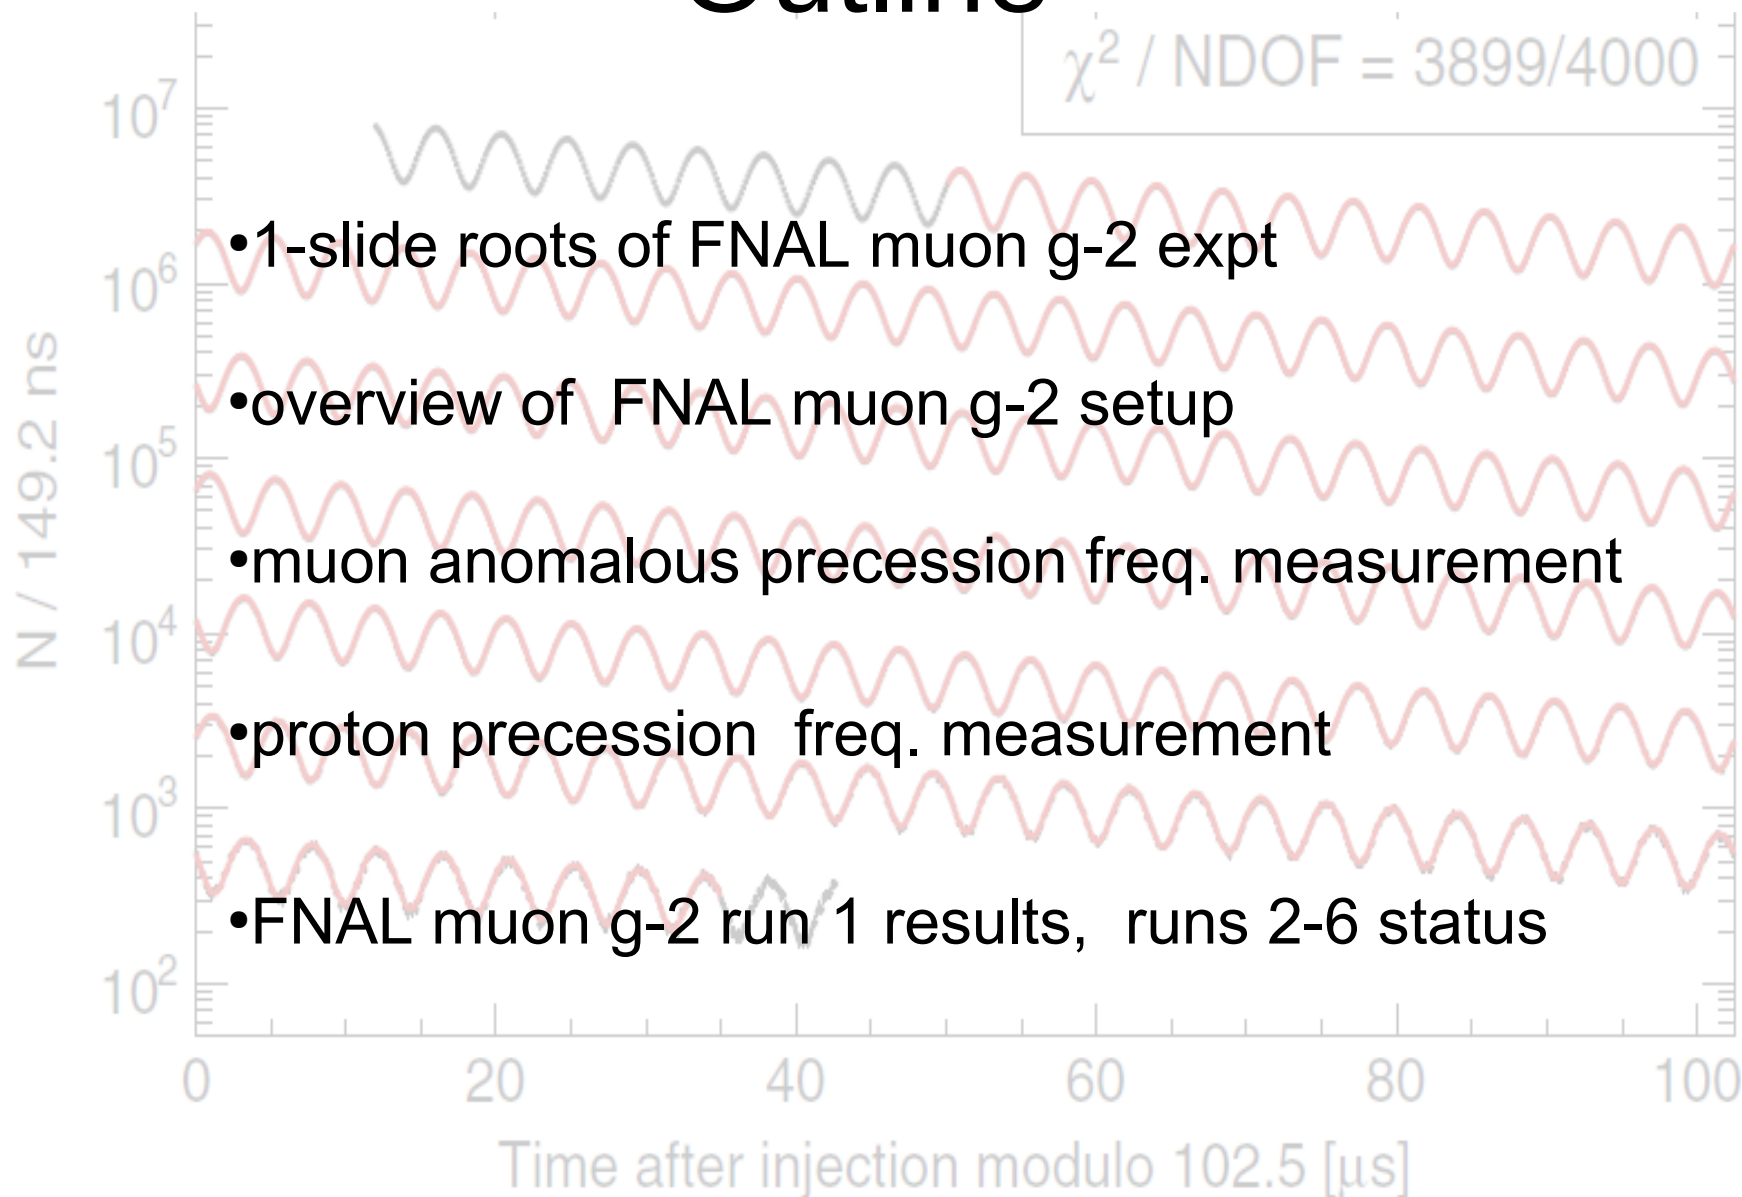 Outline
χ² / NDOF = 3899/4000
10⁷
•1-slide roots of FNAL muon g-2 expt
10⁶
•overview of FNAL muon g-2 setup
10⁵
N / 149.2 ns
•muon anomalous precession freq. measurement
10⁴
•proton precession freq. measurement
10³
•FNAL muon g-2 run 1 results, runs 2-6 status
10²
0 20 40 60 80 100
Time after injection modulo 102.5 [μs]